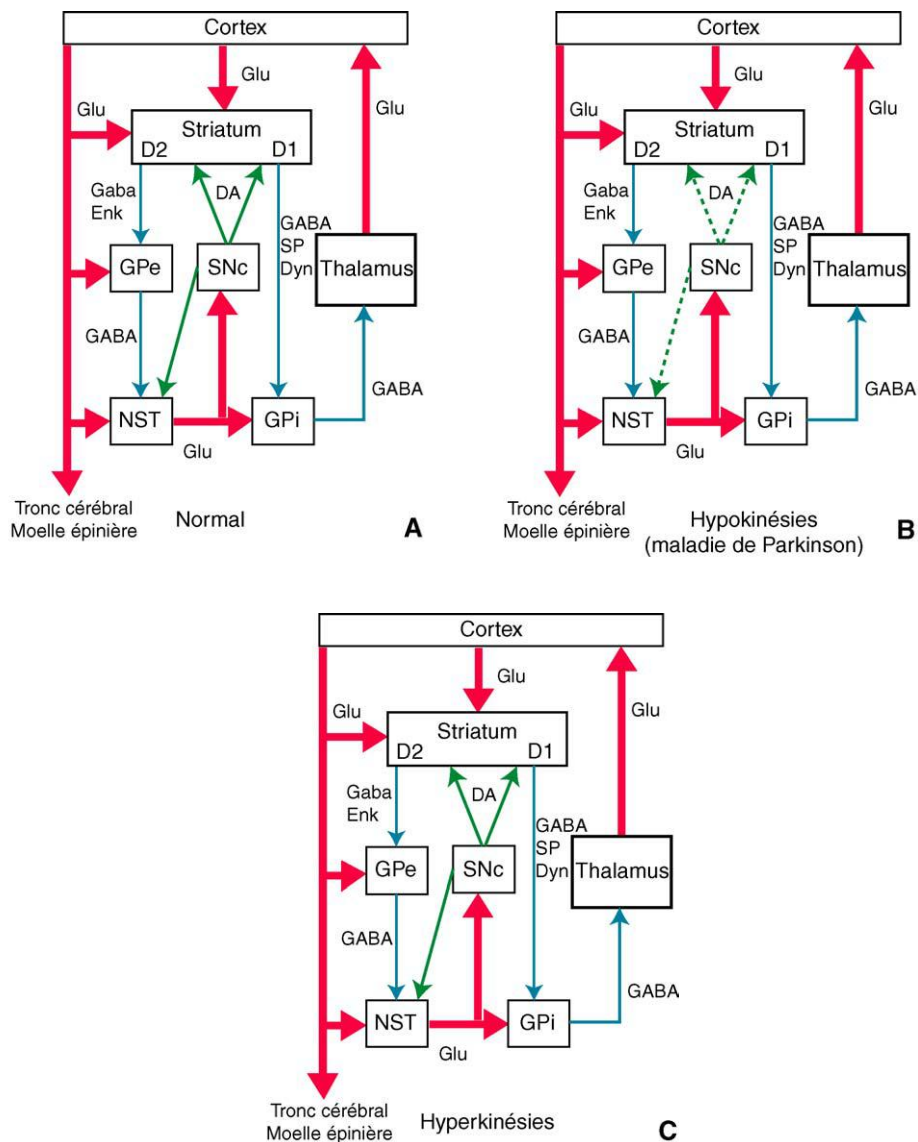 Cortex
Glu
Glu
Glu
Striatum
D2
D1
Gaba
Enk
DA
GABA
SP
Dyn
GPe
SNc
Thalamus
GABA
GABA
NST
GPi
Glu
Tronc cérébral
Moelle épinière
Normal
A
Cortex
Glu
Glu
Glu
Striatum
D2
D1
Gaba
Enk
DA
GABA
SP
Dyn
GPe
SNc
Thalamus
GABA
GABA
NST
GPi
Glu
Tronc cérébral
Moelle épinière
Hypokinésies
(maladie de Parkinson)
B
Cortex
Glu
Glu
Glu
Striatum
D2
D1
Gaba
Enk
DA
GABA
SP
Dyn
GPe
SNc
Thalamus
GABA
GABA
NST
GPi
Glu
Tronc cérébral
Moelle épinière
Hyperkinésies
C